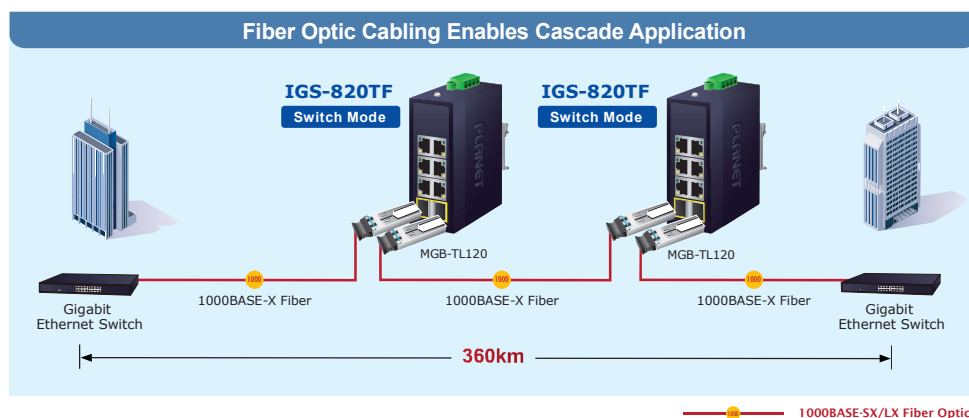 Fiber Optic Cabling Enables Cascade Application
IGS-820TF
Switch Mode
IGS-820TF
Switch Mode
PLANET
PLANET
MGB-TL120
MGB-TL120
1000
1000
1000
1000BASE-X Fiber
1000BASE-X Fiber
1000BASE-X Fiber
Gigabit
Ethernet Switch
Gigabit
Ethernet Switch
360km
1000
1000BASE-SX/LX Fiber Optic